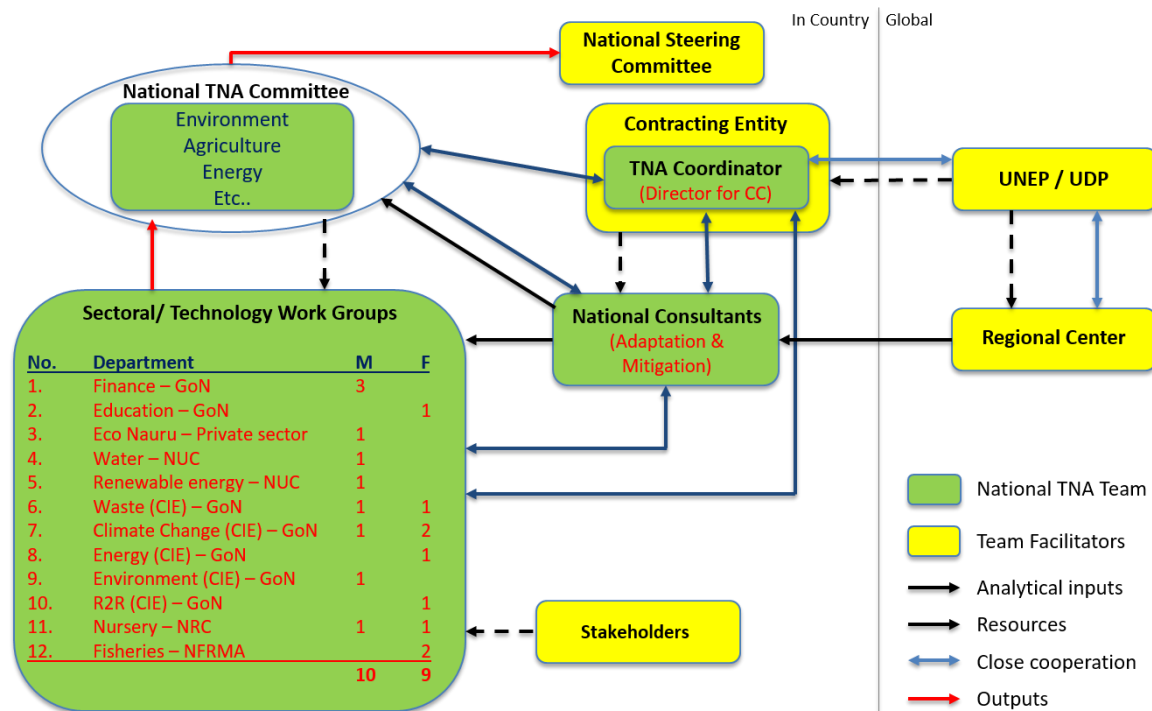 In Country
Global
National Steering
Committee
National TNA Committee
Environment
Agriculture
Energy
Etc..
Contracting Entity
TNA Coordinator
(Director for CC)
UNEP / UDP
Sectoral/ Technology Work Groups
No. Department M F
1. Finance – GoN 3
2. Education – GoN 1
3. Eco Nauru – Private sector 1
4. Water – NUC 1
5. Renewable energy – NUC 1
6. Waste (CIE) – GoN 1 1
7. Climate Change (CIE) – GoN 1 2
8. Energy (CIE) – GoN 1
9. Environment (CIE) – GoN 1
10. R2R (CIE) – GoN 1
11. Nursery – NRC 1 1
12. Fisheries – NFRMA 2
10 9
National Consultants
(Adaptation &
Mitigation)
Regional Center
Stakeholders
National TNA Team
Team Facilitators
Analytical inputs
Resources
Close cooperation
Outputs